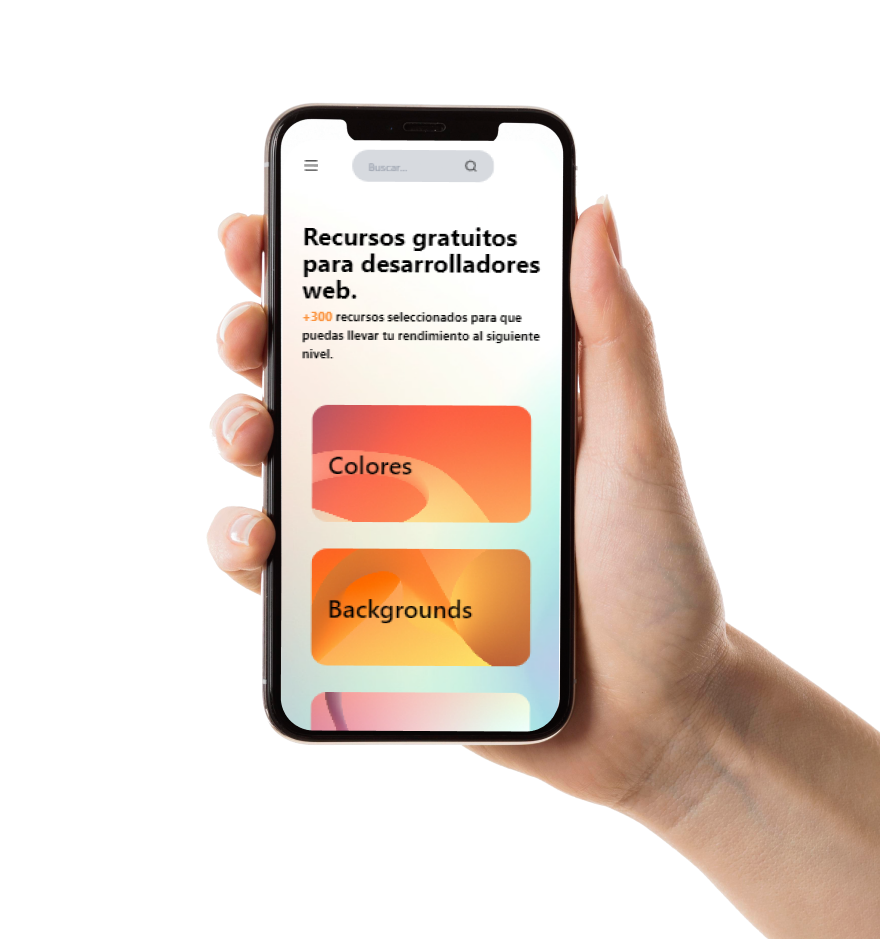 Buscar...
Recursos gratuitos
para desarrolladores
web.
+300 recursos seleccionados para que
puedas llevar tu rendimiento al siguiente
nivel.
Colores
Backgrounds